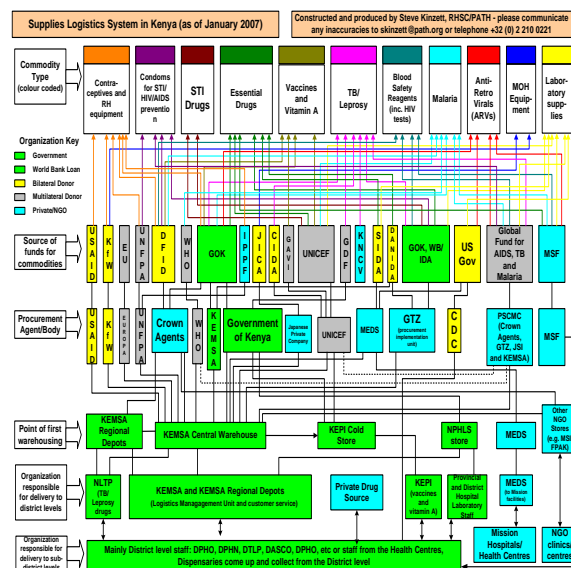 Supplies Logistics System in Kenya (as of January 2007)
Constructed and produced by Steve Kinzett, RHSC/PATH - please communicate
any inaccuracies to skinzett@path.org or telephone +32 (0) 2 210 0221
Commodity
Type
(colour coded)
Contra-
ceptives and
RH
equipment
Condoms for
STI/
HIV/AIDS
preventio
n
STI
Drugs
Essential
Drugs
Vaccines
and
Vitamin A
TB/
Leprosy
Blood
Safety
Reagents
(inc. HIV
tests)
Malaria
Anti-
Retro
Virals
(ARVs)
MOH
Equip-
ment
Labor-
atory
supp-
lies
Organization Key
Government
World Bank Loan
Bilateral Donor
Multilateral Donor
Private/NGO
Source of
funds for
commodities
USAID
KfW
EU
UNFPA
DFID
WHO
GOK
IPPF
JICA
CIDA
GAVI
UNICEF
GDF
KNCV
SIDA
DANIDA
GOK, WB/
IDA
US
Gov
Global
Fund for
AIDS, TB
and
Malaria
MSF
Procurement
Agent/Body
USAID
KfW
EUROPA
UNFPA
Crown
Agents
WHO
KEMSA
Government
of Kenya
Japanese
Private
Company
UNICEF
MEDS
GTZ
(procurement
implementation
unit)
CDC
PSCMC
(Crown
Agents,
GTZ, JSI
and KEMSA)
MSF
Point of first
warehousing
KEMSA
Regional
Depots
KEMSA Central Warehouse
KEPI Cold
Store
NPHLS
store
MEDS
Other
NGO
Stores
(e.g. MSF
FPAK)
Organization
responsible
for delivery to
district levels
NLTP
(TB/
Leprosy
drugs
KEMSA and KEMSA Regional Depots
(Logistics Managagement Unit and customer service)
Private Drug
Source
KEPI
(vaccines
and
vitamin A)
Provincial and
District
Hospital
Laboratory
Staff
MEDS
(to Mission
facilities)
Organization
responsible for
delivery to sub-
district levels
Mainly District level staff: DPHO, DPHN, DTLP, DASCO, DPHO, etc or staff from the Health Centres,
Dispensaries come up and collect from the District level
Mission
Hospitals/
Health Centres
NGO
clinics/
centres